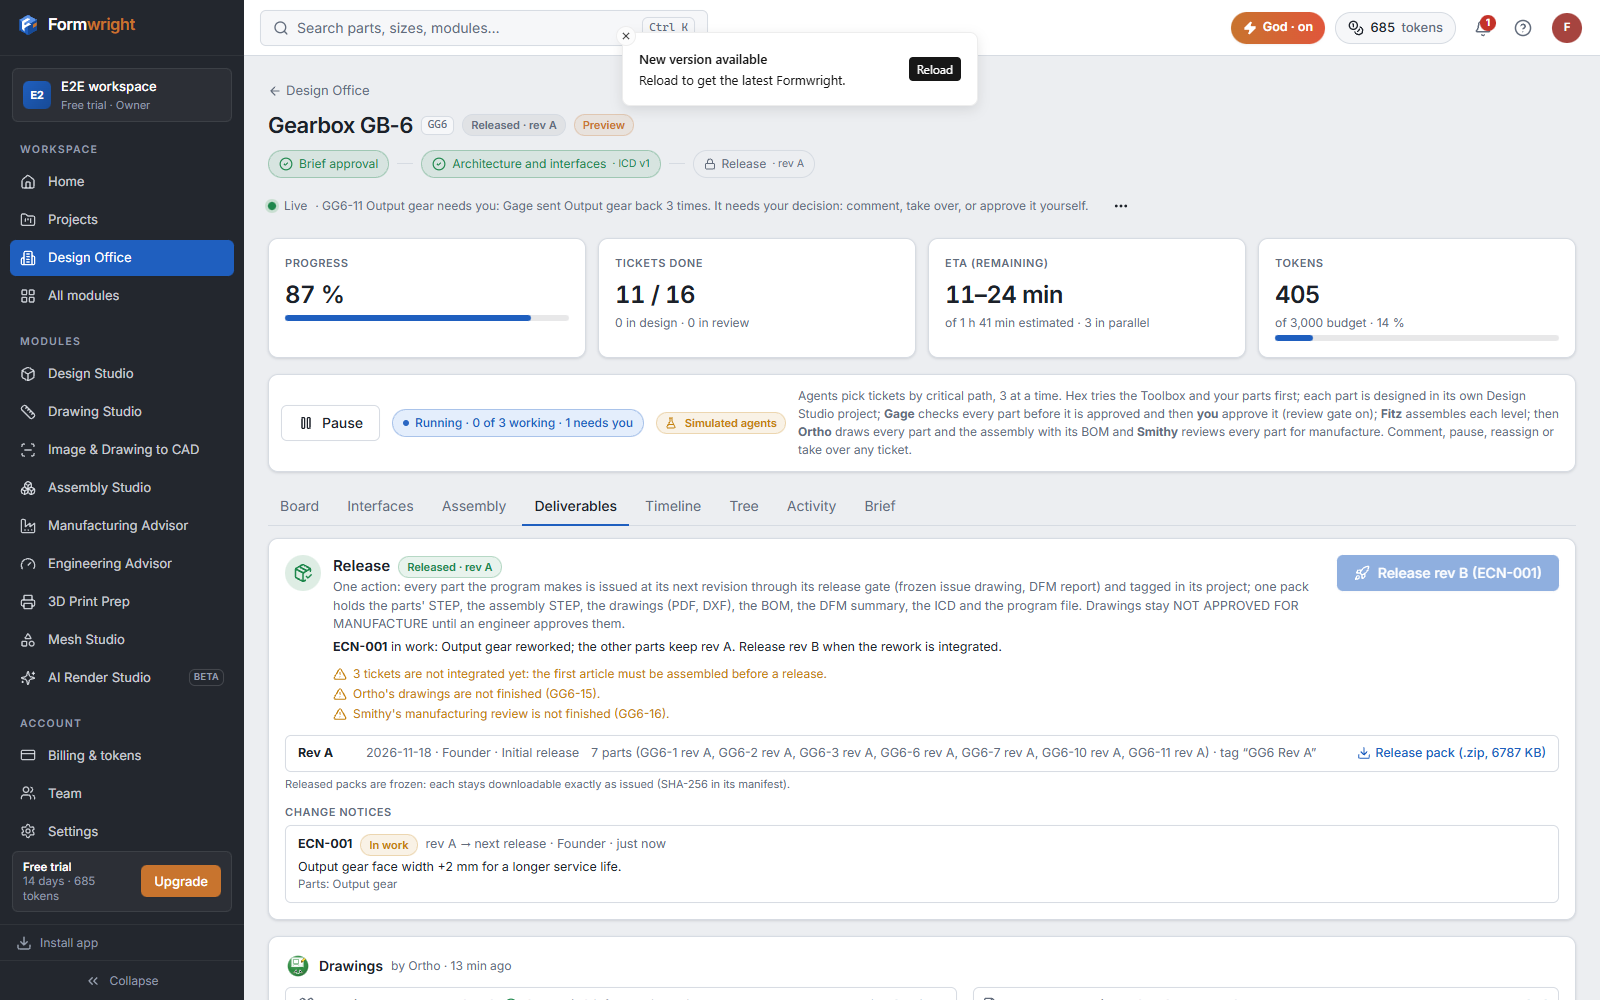 Formwright
Search parts, sizes, modules...
Ctrl K
God · on
685 tokens
1
F
New version available
Reload to get the latest Formwright.
Reload
E2
E2E workspace
Free trial · Owner
WORKSPACE
Home
Projects
Design Office
All modules
MODULES
Design Studio
Drawing Studio
Image & Drawing to CAD
Assembly Studio
Manufacturing Advisor
Engineering Advisor
3D Print Prep
Mesh Studio
AI Render Studio
BETA
ACCOUNT
Billing & tokens
Team
Settings
Free trial
14 days · 685
tokens
Upgrade
Install app
Collapse
Design Office
Gearbox GB-6
GG6
Released · rev A
Preview
Brief approval
Architecture and interfaces · ICD v1
Release · rev A
Live · GG6-11 Output gear needs you: Gage sent Output gear back 3 times. It needs your decision: comment, take over, or approve it yourself.
PROGRESS
87 %
TICKETS DONE
11 / 16
0 in design · 0 in review
ETA (REMAINING)
11–24 min
of 1 h 41 min estimated · 3 in parallel
TOKENS
405
of 3,000 budget · 14 %
Pause
Running · 0 of 3 working · 1 needs you
Simulated agents
Agents pick tickets by critical path, 3 at a time. Hex tries the Toolbox and your parts first; each part is designed in its own Design
Studio project; Gage checks every part before it is approved and then you approve it (review gate on); Fitz assembles each level; then
Ortho draws every part and the assembly with its BOM and Smithy reviews every part for manufacture. Comment, pause, reassign or
take over any ticket.
Board
Interfaces
Assembly
Deliverables
Timeline
Tree
Activity
Brief
Release
Released · rev A
One action: every part the program makes is issued at its next revision through its release gate (frozen issue drawing, DFM report) and tagged in its project; one pack
holds the parts' STEP, the assembly STEP, the drawings (PDF, DXF), the BOM, the DFM summary, the ICD and the program file. Drawings stay NOT APPROVED FOR
MANUFACTURE until an engineer approves them.
Release rev B (ECN-001)
ECN-001 in work: Output gear reworked; the other parts keep rev A. Release rev B when the rework is integrated.
3 tickets are not integrated yet: the first article must be assembled before a release.
Ortho's drawings are not finished (GG6-15).
Smithy's manufacturing review is not finished (GG6-16).
Rev A
2026-11-18 · Founder · Initial release
7 parts (GG6-1 rev A, GG6-2 rev A, GG6-3 rev A, GG6-6 rev A, GG6-7 rev A, GG6-10 rev A, GG6-11 rev A) · tag “GG6 Rev A”
Release pack (.zip, 6787 KB)
Released packs are frozen: each stays downloadable exactly as issued (SHA-256 in its manifest).
CHANGE NOTICES
ECN-001
In work
rev A → next release · Founder · just now
Output gear face width +2 mm for a longer service life.
Parts: Output gear
Drawings
by Ortho · 13 min ago